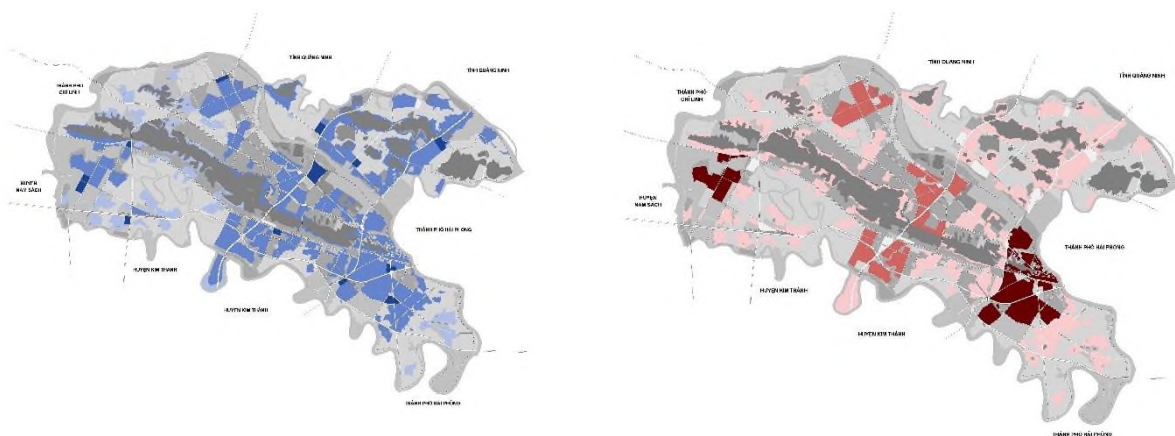 TỈNH QUẢNG NINH
TỈNH QUẢNG NINH
THÀNH PHỐ
CHÍ LINH
HUYỆN
NAM SÁCH
THÀNH PHỐ HẢI PHÒNG
HUYỆN KIM THÀNH
HUYỆN KIM THÀNH
THÀNH PHỐ HẢI PHÒNG
TỈNH QUẢNG NINH
TỈNH QUẢNG NINH
THÀNH PHỐ
CHÍ LINH
HUYỆN
NAM SÁCH
THÀNH PHỐ HẢI PHÒNG
HUYỆN KIM THÀNH
HUYỆN KIM THÀNH
THÀNH PHỐ HẢI PHÒNG